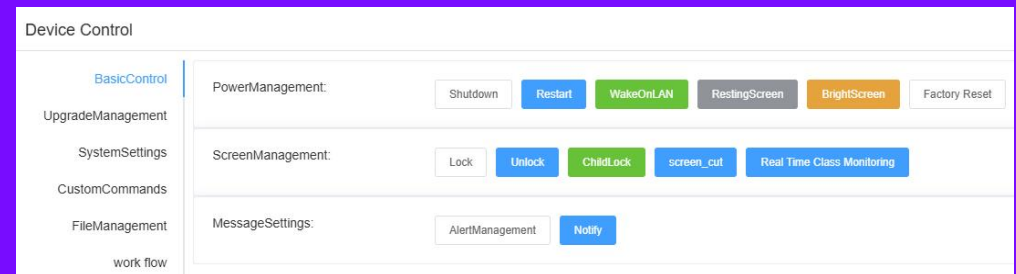 Device Control
BasicControl
UpgradeManagement
SystemSettings
CustomCommands
FileManagement
work flow
PowerManagement: Shutdown Restart WakeOnLAN RestingScreen BrightScreen Factory Reset
ScreenManagement: Lock Unlock ChildLock screen_cut Real Time Class Monitoring
MessageSettings: AlertManagement Notify